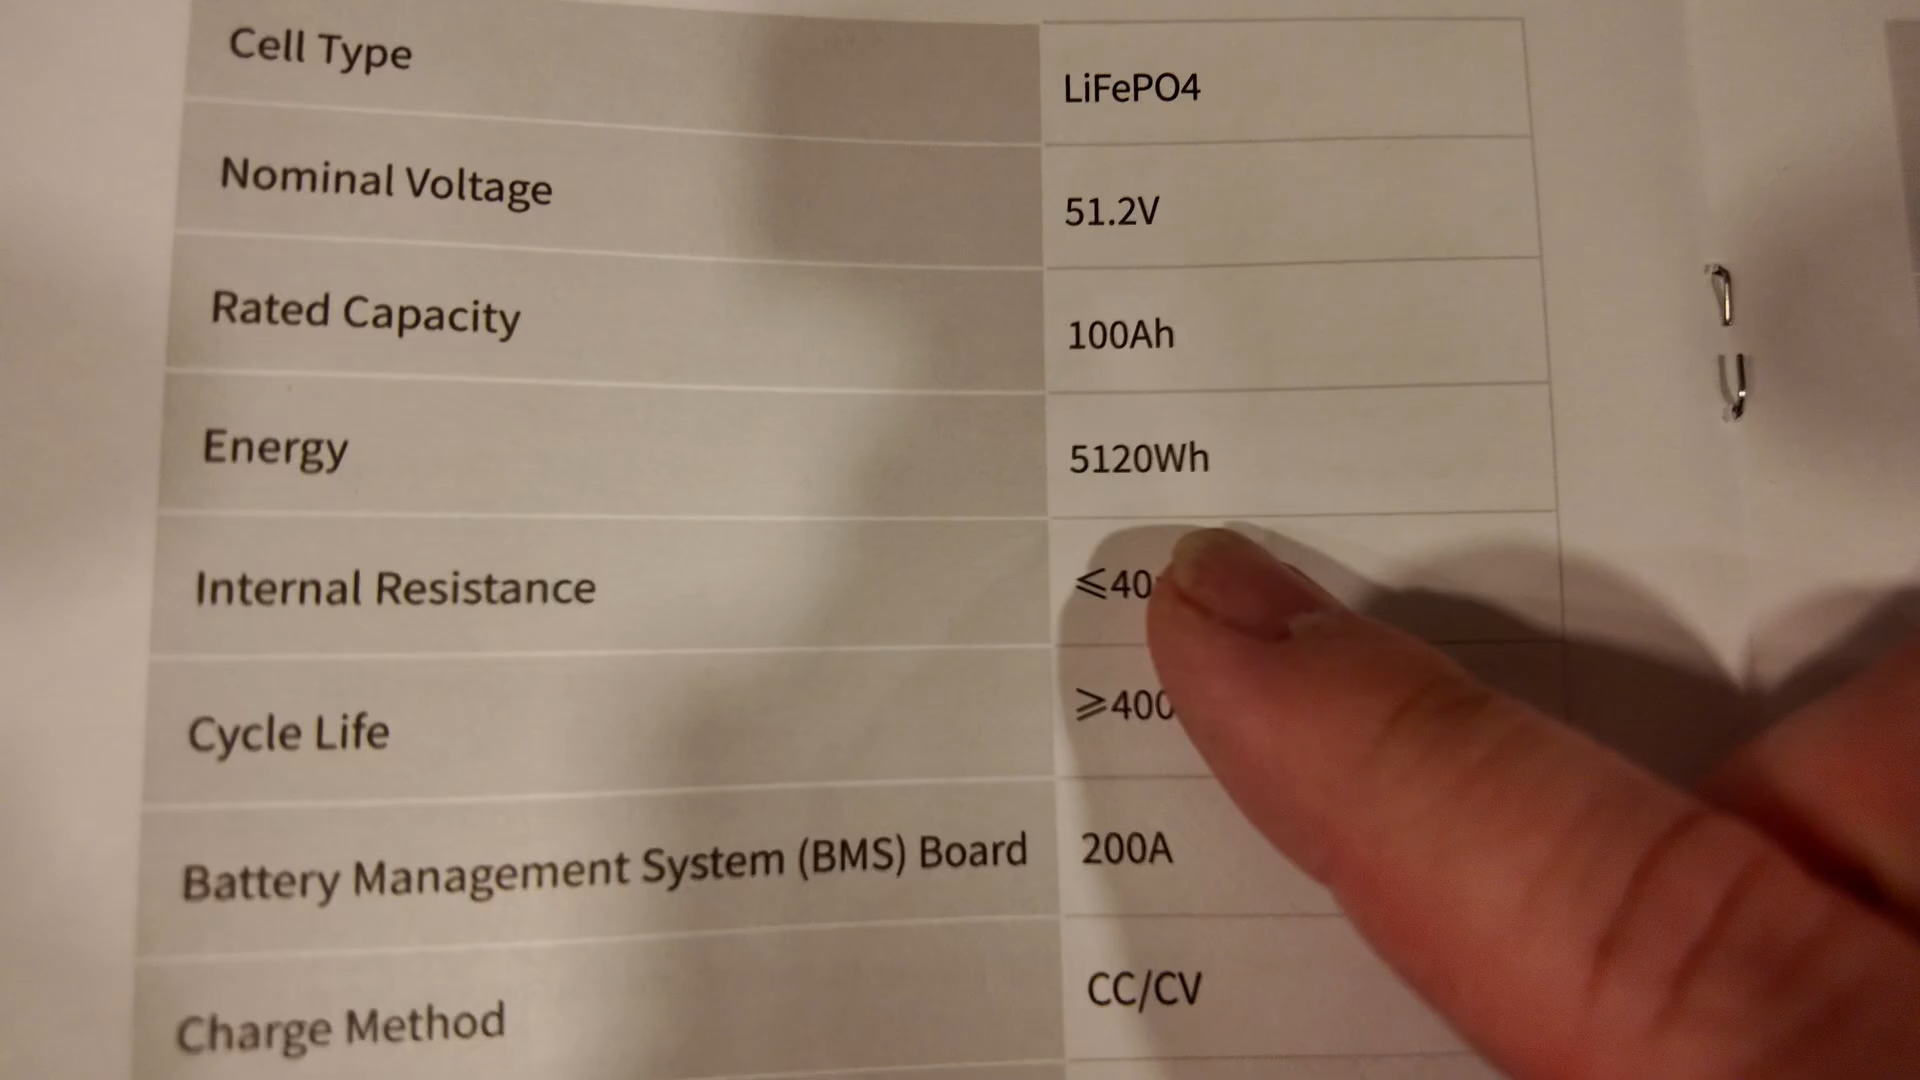 Cell Type LiFePO4
Nominal Voltage 51.2V
Rated Capacity 100Ah
Energy 5120Wh
Internal Resistance ≤40
Cycle Life ≥400
Battery Management System (BMS) Board 200A
Charge Method CC/CV